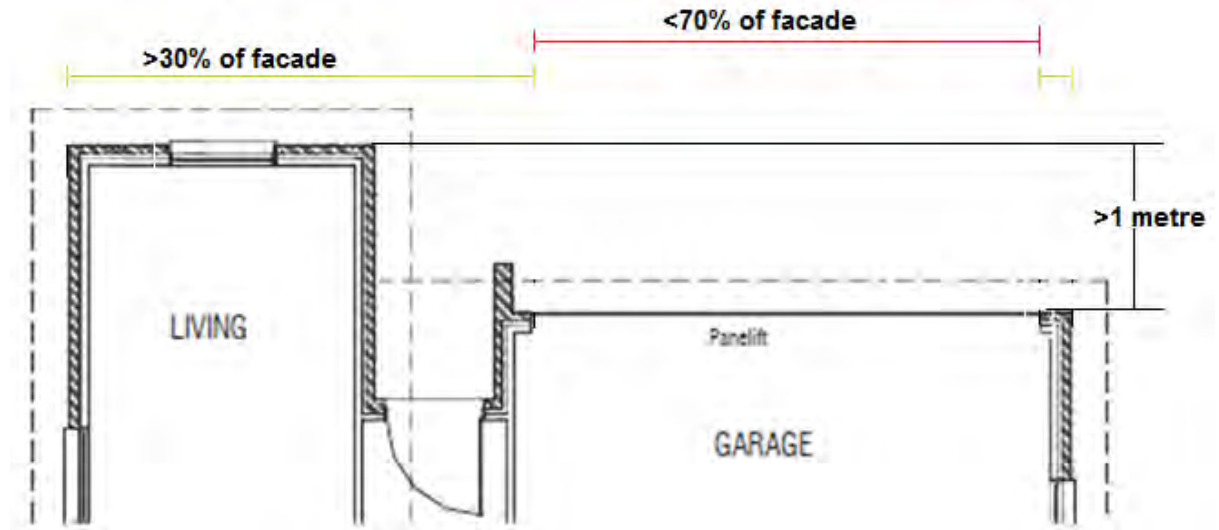 <70% of facade
>30% of facade
>1 metre
LIVING
Panelift
GARAGE